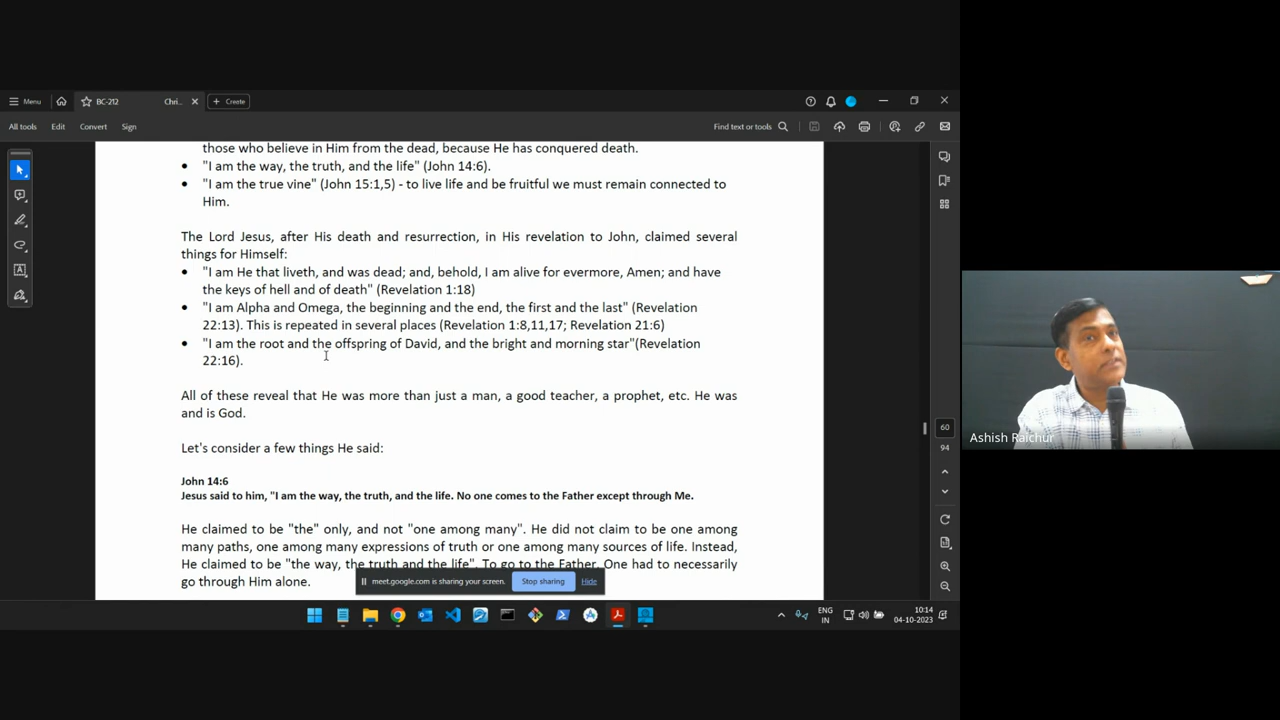 Menu
BC-212
Chri...
Create
All tools
Edit
Convert
Sign
Find text or tools
those who believe in Him from the dead, because He has conquered death.
• "I am the way, the truth, and the life" (John 14:6).
• "I am the true vine" (John 15:1,5) - to live life and be fruitful we must remain connected to
Him.
The Lord Jesus, after His death and resurrection, in His revelation to John, claimed several
things for Himself:
• "I am He that liveth, and was dead; and, behold, I am alive for evermore, Amen; and have
the keys of hell and of death" (Revelation 1:18)
• "I am Alpha and Omega, the beginning and the end, the first and the last" (Revelation
22:13). This is repeated in several places (Revelation 1:8,11,17; Revelation 21:6)
• "I am the root and the offspring of David, and the bright and morning star"(Revelation
22:16).
All of these reveal that He was more than just a man, a good teacher, a prophet, etc. He was
and is God.
Let's consider a few things He said:
John 14:6
Jesus said to him, "I am the way, the truth, and the life. No one comes to the Father except through Me.
He claimed to be "the" only, and not "one among many". He did not claim to be one among
many paths, one among many expressions of truth or one among many sources of life. Instead,
He claimed to be "the way, the truth and the life". To go to the Father, One had to necessarily
go through Him alone.
60
94
meet.google.com is sharing your screen.
Stop sharing
Hide
ENG
IN
10:14
04-10-2023
Ashish Raichur